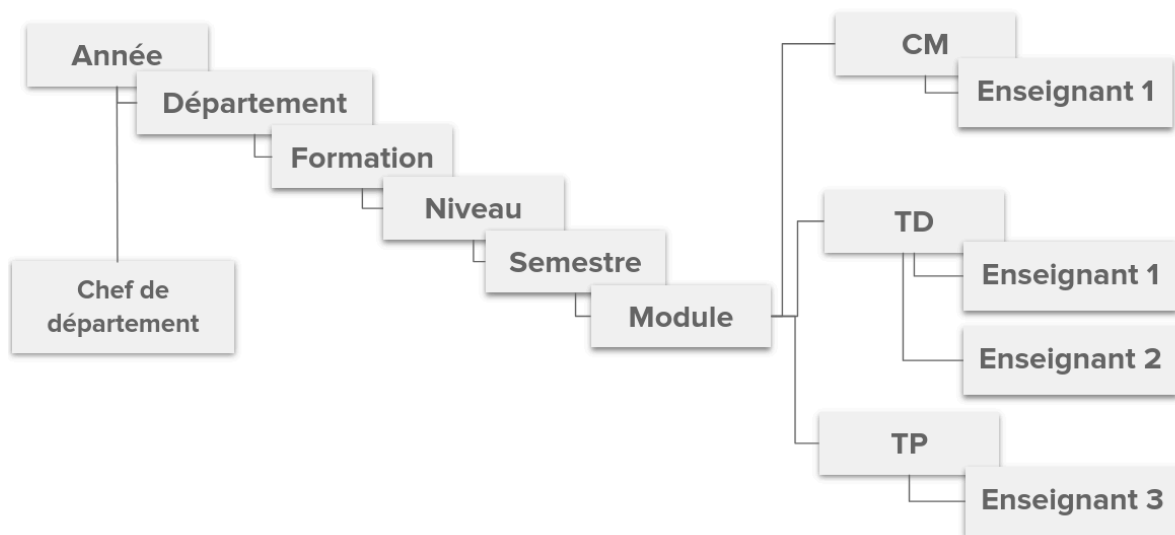 Année
Département
Formation
Niveau
Semestre
Module
Chef de
département
CM
Enseignant 1
TD
Enseignant 1
Enseignant 2
TP
Enseignant 3